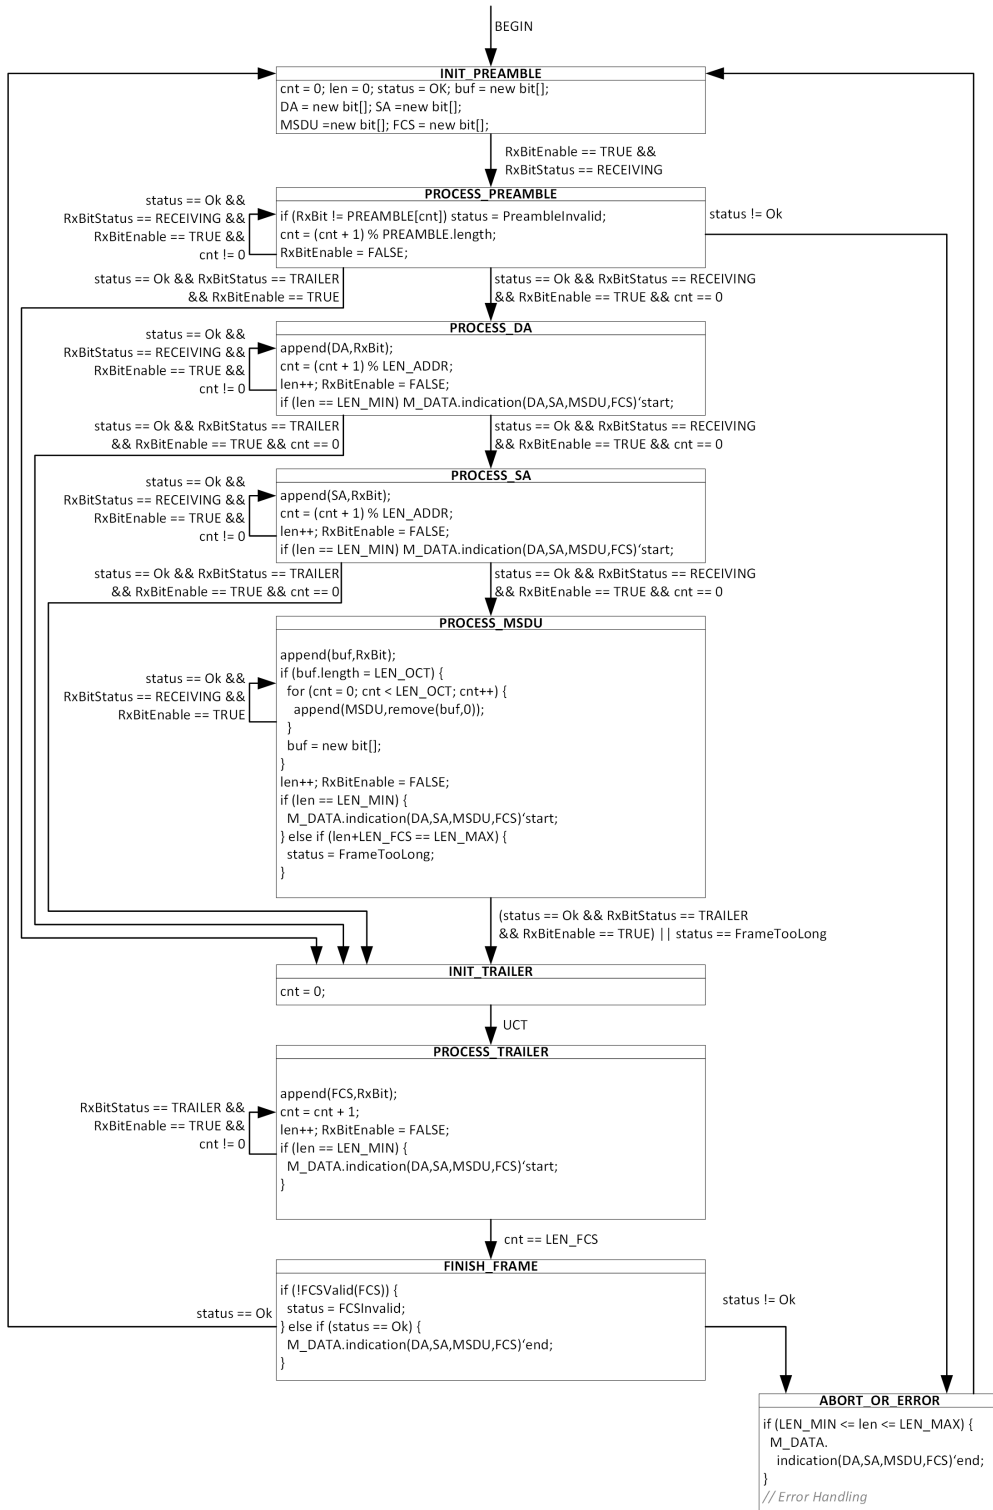 BEGIN
INIT_PREAMBLE
cnt = 0; len = 0; status = OK; buf = new bit[];
DA = new bit[]; SA =new bit[];
MSDU =new bit[]; FCS = new bit[];
RxBitEnable == TRUE &&
RxBitStatus == RECEIVING
PROCESS_PREAMBLE
if (RxBit != PREAMBLE[cnt]) status = PreambleInvalid;
cnt = (cnt + 1) % PREAMBLE.length;
RxBitEnable = FALSE;
status == Ok &&
RxBitStatus == RECEIVING &&
RxBitEnable == TRUE &&
cnt != 0
status != Ok
status == Ok && RxBitStatus == TRAILER
&& RxBitEnable == TRUE
status == Ok && RxBitStatus == RECEIVING
&& RxBitEnable == TRUE && cnt == 0
PROCESS_DA
append(DA,RxBit);
cnt = (cnt + 1) % LEN_ADDR;
len++; RxBitEnable = FALSE;
if (len == LEN_MIN) M_DATA.indication(DA,SA,MSDU,FCS)‘start;
status == Ok &&
RxBitStatus == RECEIVING &&
RxBitEnable == TRUE &&
cnt != 0
status == Ok && RxBitStatus == TRAILER
&& RxBitEnable == TRUE && cnt == 0
status == Ok && RxBitStatus == RECEIVING
&& RxBitEnable == TRUE && cnt == 0
PROCESS_SA
append(SA,RxBit);
cnt = (cnt + 1) % LEN_ADDR;
len++; RxBitEnable = FALSE;
if (len == LEN_MIN) M_DATA.indication(DA,SA,MSDU,FCS)‘start;
status == Ok &&
RxBitStatus == RECEIVING &&
RxBitEnable == TRUE &&
cnt != 0
status == Ok && RxBitStatus == TRAILER
&& RxBitEnable == TRUE && cnt == 0
status == Ok && RxBitStatus == RECEIVING
&& RxBitEnable == TRUE && cnt == 0
PROCESS_MSDU
append(buf,RxBit);
if (buf.length = LEN_OCT) {
for (cnt = 0; cnt < LEN_OCT; cnt++) {
append(MSDU,remove(buf,0));
}
buf = new bit[];
}
len++; RxBitEnable = FALSE;
if (len == LEN_MIN) {
M_DATA.indication(DA,SA,MSDU,FCS)‘start;
} else if (len+LEN_FCS == LEN_MAX) {
status = FrameTooLong;
}
status == Ok &&
RxBitStatus == RECEIVING &&
RxBitEnable == TRUE
(status == Ok && RxBitStatus == TRAILER
&& RxBitEnable == TRUE) || status == FrameTooLong
INIT_TRAILER
cnt = 0;
UCT
PROCESS_TRAILER
append(FCS,RxBit);
cnt = cnt + 1;
len++; RxBitEnable = FALSE;
if (len == LEN_MIN) {
M_DATA.indication(DA,SA,MSDU,FCS)‘start;
}
RxBitStatus == TRAILER &&
RxBitEnable == TRUE &&
cnt != 0
cnt == LEN_FCS
FINISH_FRAME
if (!FCSValid(FCS)) {
status = FCSInvalid;
} else if (status == Ok) {
M_DATA.indication(DA,SA,MSDU,FCS)‘end;
}
status == Ok
status != Ok
ABORT_OR_ERROR
if (LEN_MIN <= len <= LEN_MAX) {
M_DATA.
indication(DA,SA,MSDU,FCS)‘end;
}
// Error Handling